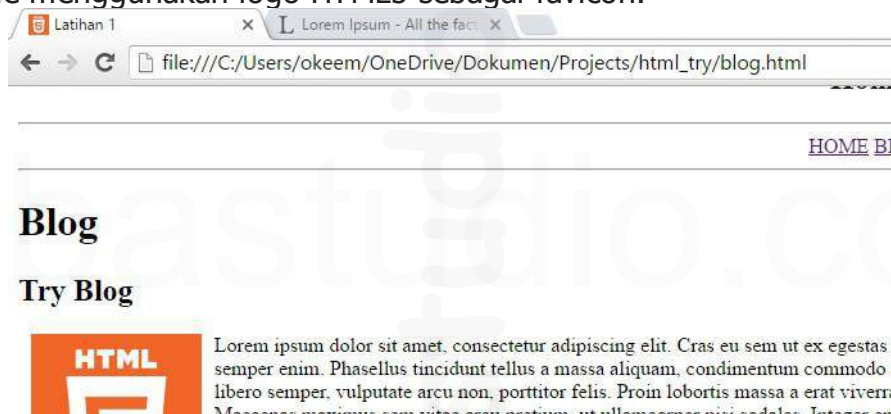 menggunakan logo HTML5 sebagai favicon.
Latihan 1 Lorem Ipsum - All the fact
file:///C:/Users/okeem/OneDrive/Dokumen/Projects/html_try/blog.html
HOME
Blog
Try Blog
HTML
Lorem ipsum dolor sit amet, consectetur adipiscing elit. Cras eu sem ut ex egestas
semper enim. Phasellus tincidunt tellus a massa aliquam, condimentum commodo
libero semper, vulputate arcu non, porttitor felis. Proin lobortis massa a erat viverra
bastudio.co